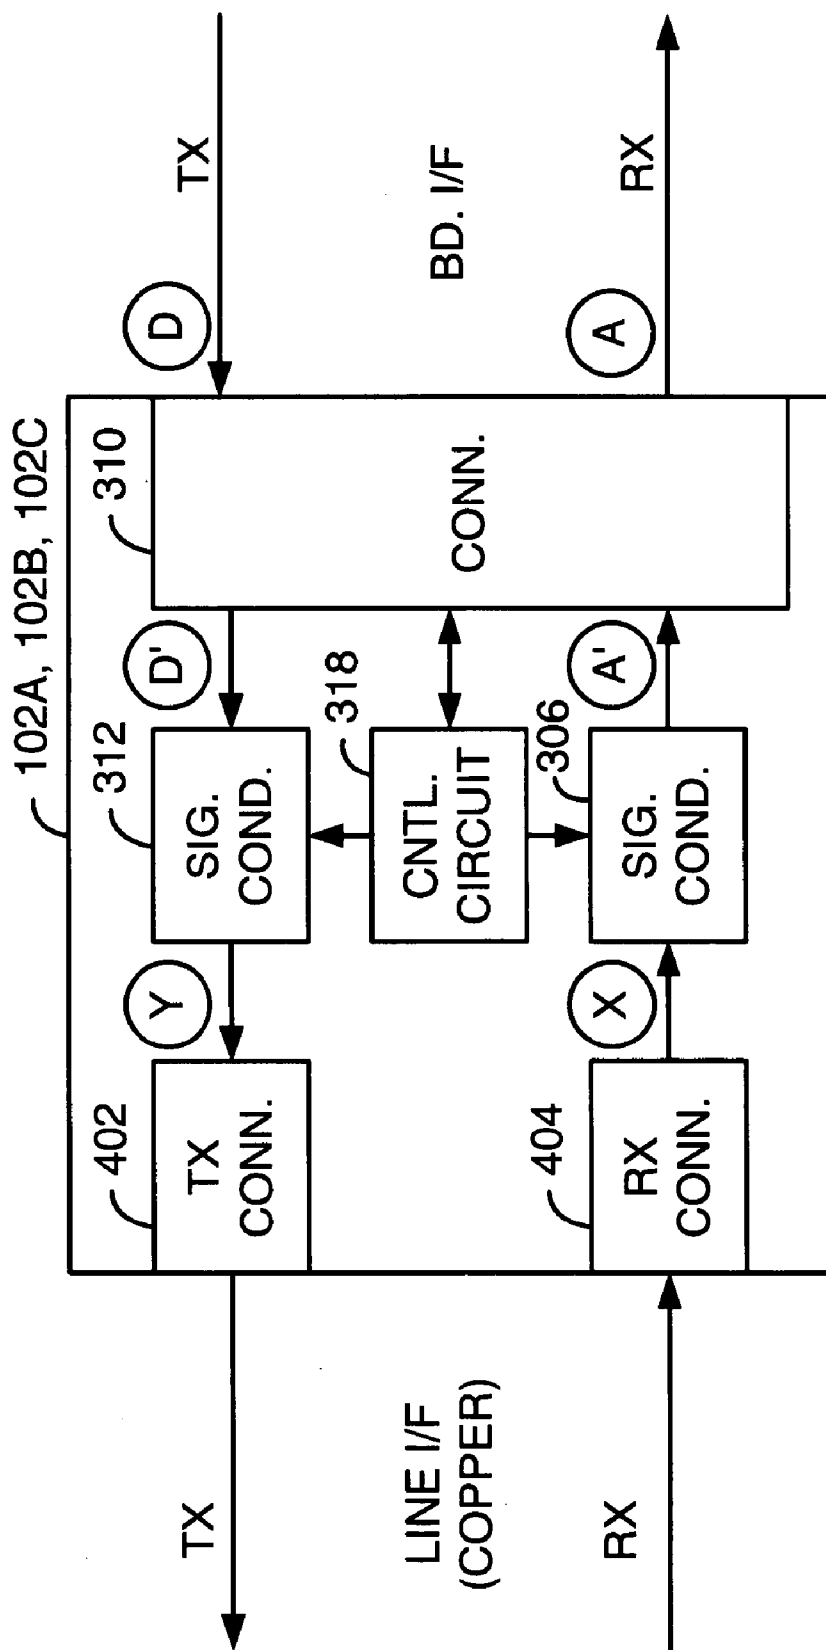 102A, 102B, 102C
TX
D
BD. I/F
RX
A
310
CONN.
D'
A'
312
SIG.
COND.
318
CNTL.
CIRCUIT
306
SIG.
COND.
Y
X
402
TX
CONN.
404
RX
CONN.
TX
LINE I/F
(COPPER)
RX